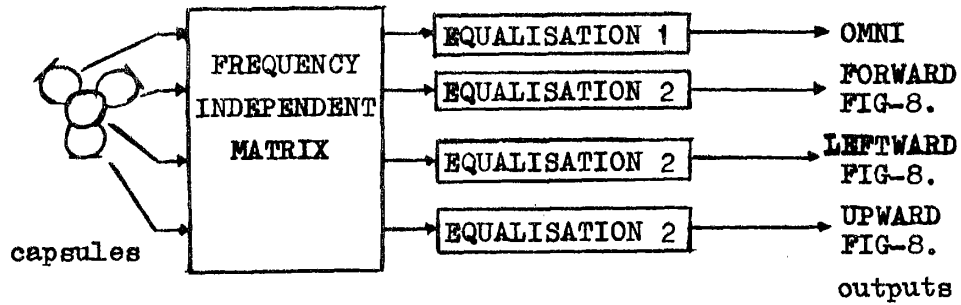 FREQUENCY
INDEPENDENT
MATRIX
EQUALISATION 1
EQUALISATION 2
EQUALISATION 2
EQUALISATION 2
OMNI
FORWARD
FIG-8.
LEFTWARD
FIG-8.
UPWARD
FIG-8.
capsules
outputs